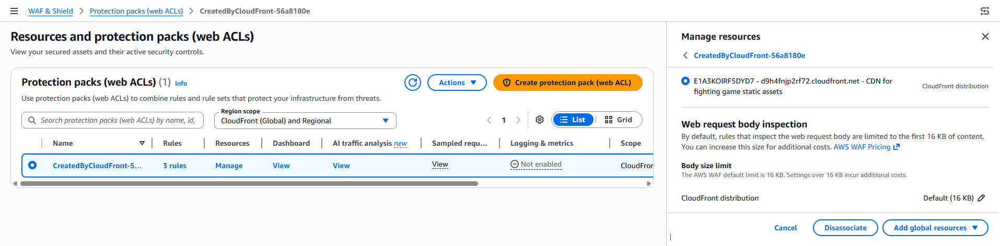 WAF & Shield > Protection packs (web ACLs) > CreatedByCloudFront-56a8180e
Resources and protection packs (web ACLs)
View your secured assets and their active security controls.
Protection packs (web ACLs) (1) Info
Actions
Create protection pack (web ACL)
Use protection packs (web ACLs) to combine rules and rule sets that protect your infrastructure from threats.
Search protection packs (web ACLs) by name, id,
Region scope
CloudFront (Global) and Regional
1
List
Grid
Name Rules Resources Dashboard AI traffic analysis new Sampled requ... Logging & metrics Scope
CreatedByCloudFront-5... 3 rules Manage View View View Not enabled CloudFror
Manage resources
CreatedByCloudFront-56a8180e
E1A3KOIRF5DYD7 - d9h4fnjp2rf72.cloudfront.net - CDN for
fighting game static assets
CloudFront distribution
Web request body inspection
By default, rules that inspect the web request body are limited to the first 16 KB of content.
You can increase this size for additional costs. AWS WAF Pricing
Body size limit
The AWS WAF default limit is 16 KB. Settings over 16 KB incur additional costs.
CloudFront distribution Default (16 KB)
Cancel Disassociate Add global resources